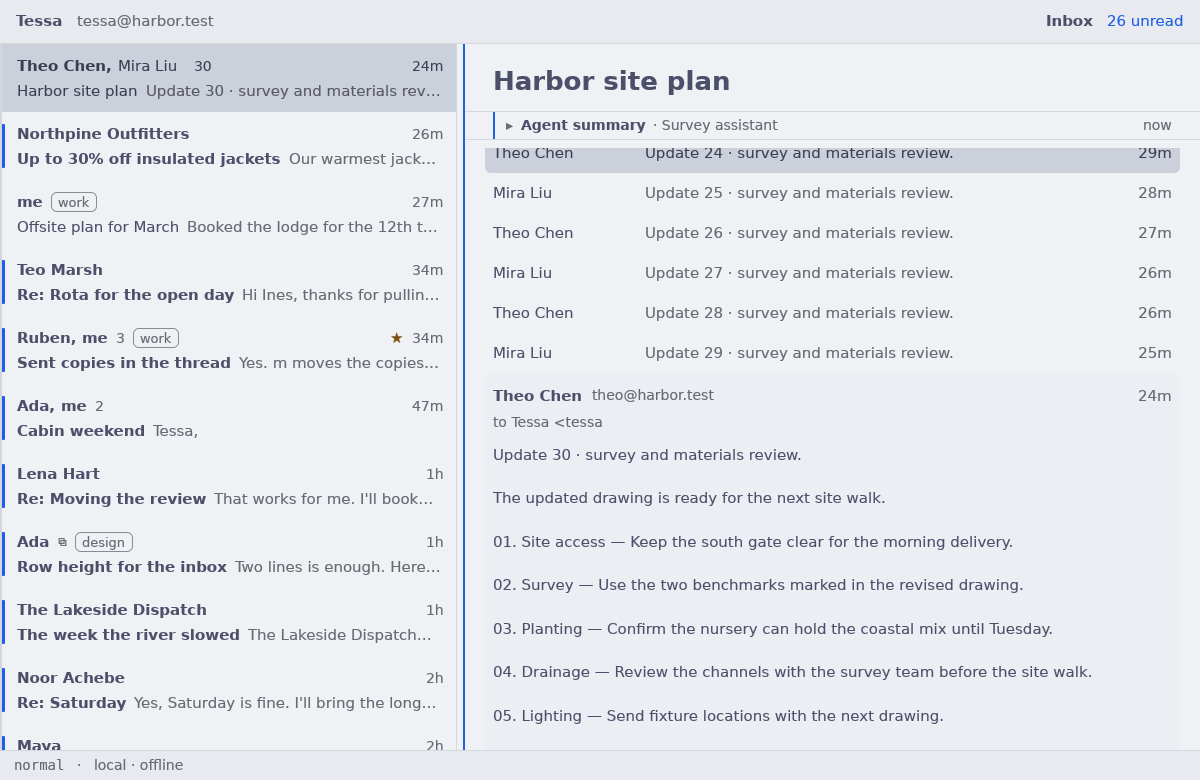 Tessa tessa@harbor.test Inbox 26 unread
Theo Chen, Mira Liu 30 24m
Harbor site plan Update 30 · survey and materials rev…
Northpine Outfitters 26m
Up to 30% off insulated jackets Our warmest jack…
me work 27m
Offsite plan for March Booked the lodge for the 12th t…
Teo Marsh 34m
Re: Rota for the open day Hi Ines, thanks for pullin…
Ruben, me 3 work ★ 34m
Sent copies in the thread Yes. m moves the copies…
Ada, me 2 47m
Cabin weekend Tessa,
Lena Hart 1h
Re: Moving the review That works for me. I'll book…
Ada design 1h
Row height for the inbox Two lines is enough. Here…
The Lakeside Dispatch 1h
The week the river slowed The Lakeside Dispatch…
Noor Achebe 2h
Re: Saturday Yes, Saturday is fine. I'll bring the long…
Maya 2h
Harbor site plan
▸ Agent summary · Survey assistant now
Theo Chen Update 24 · survey and materials review. 29m
Mira Liu Update 25 · survey and materials review. 28m
Theo Chen Update 26 · survey and materials review. 27m
Mira Liu Update 27 · survey and materials review. 26m
Theo Chen Update 28 · survey and materials review. 26m
Mira Liu Update 29 · survey and materials review. 25m
Theo Chen theo@harbor.test 24m
to Tessa <tessa
Update 30 · survey and materials review.
The updated drawing is ready for the next site walk.
01. Site access — Keep the south gate clear for the morning delivery.
02. Survey — Use the two benchmarks marked in the revised drawing.
03. Planting — Confirm the nursery can hold the coastal mix until Tuesday.
04. Drainage — Review the channels with the survey team before the site walk.
05. Lighting — Send fixture locations with the next drawing.
normal · local · offline